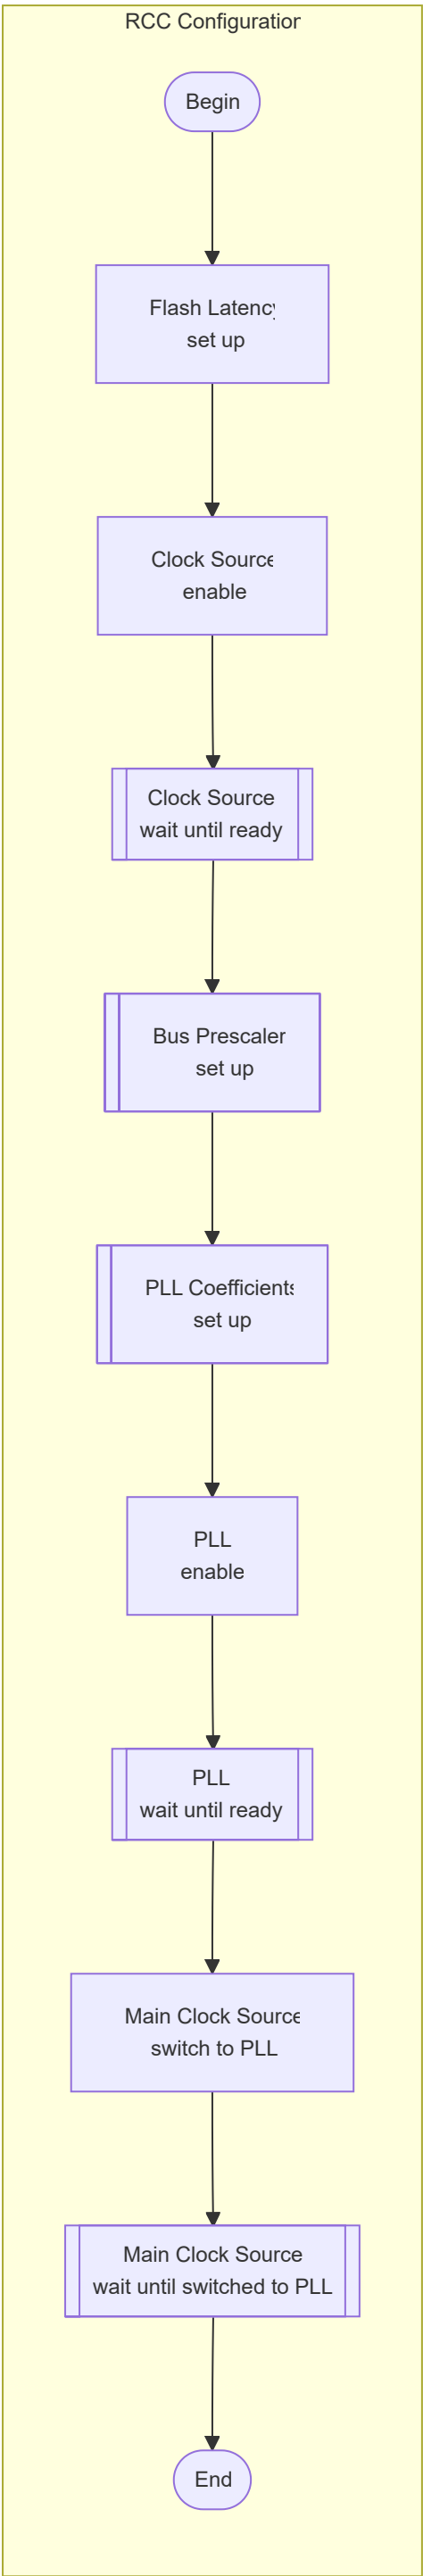 RCC Configuration
Begin
Flash Latency
set up
Clock Source
enable
Clock Source
wait until ready
Bus Prescaler
set up
PLL Coefficients
set up
PLL
enable
PLL
wait until ready
Main Clock Source
switch to PLL
Main Clock Source
wait until switched to PLL
End